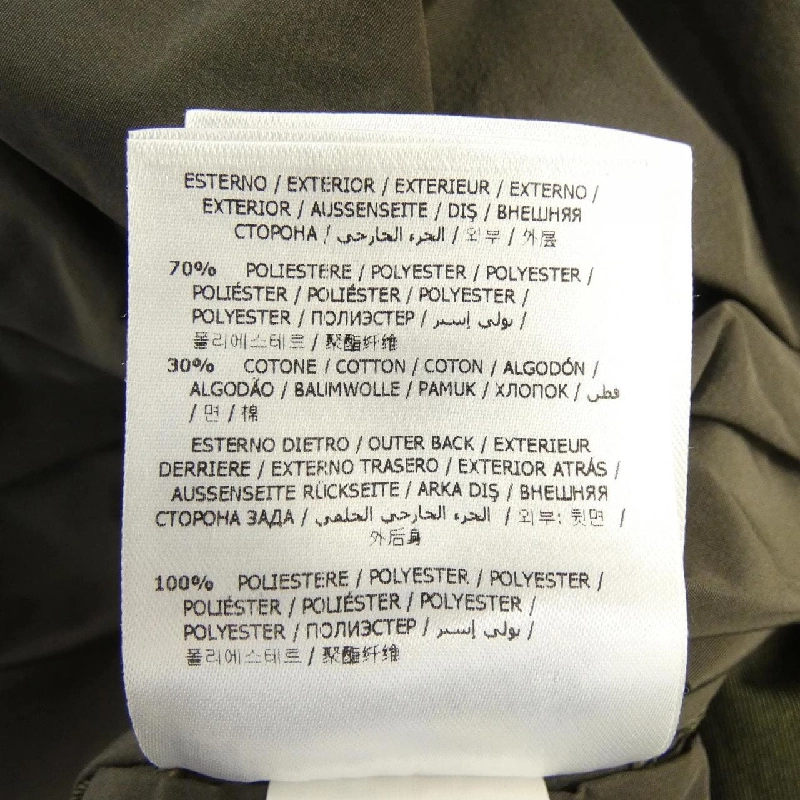 ESTERNO / EXTERIOR / EXTERIEUR / EXTERNO /
EXTERIOR / AUSSENSEITE / DIŞ / ВНЕШНЯЯ
СТОРОНА / الجزء الخارجي / 외부 / 外层
70% POLIESTERE / POLYESTER / POLYESTER /
POLIÉSTER / POLIÉSTER / POLYESTER /
POLYESTER / ПОЛИЭСТЕР / بولي إستر /
폴리에스테르 / 聚酯纤维
30% COTONE / COTTON / COTON / ALGODÓN /
ALGODÃO / BAUMWOLLE / PAMUK / ХЛОПОК / قطن
/ 면 / 棉
ESTERNO DIETRO / OUTER BACK / EXTERIEUR
DERRIERE / EXTERNO TRASERO / EXTERIOR ATRÁS /
AUSSENSEITE RÜCKSEITE / ARKA DIŞ / ВНЕШНЯЯ
СТОРОНА ЗАДА / الجزء الخارجي الخلفي / 외부: 뒷면 /
外后身
100% POLIESTERE / POLYESTER / POLYESTER /
POLIÉSTER / POLIÉSTER / POLYESTER /
POLYESTER / ПОЛИЭСТЕР / بولي إستر /
폴리에스테르 / 聚酯纤维